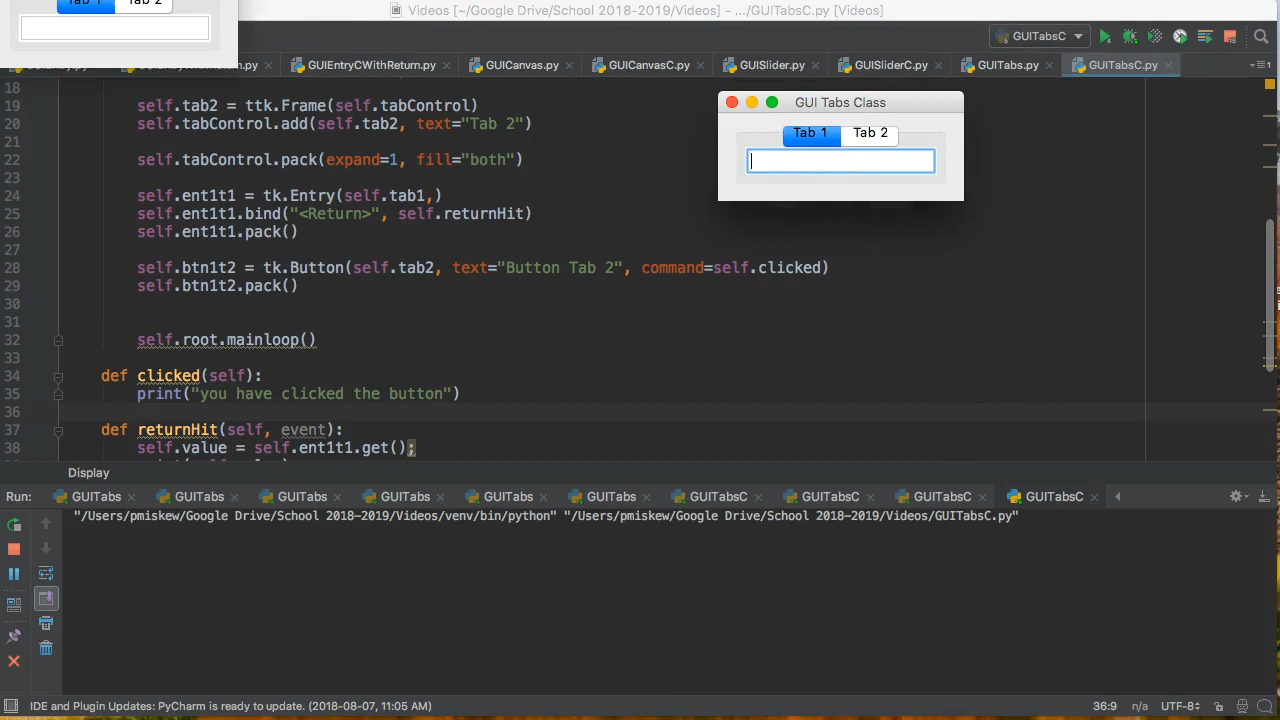 Tab 1 Tab 2
Videos [~/Google Drive/School 2018-2019/Videos] - .../GUITabsC.py [Videos]
GUITabsC
GUIEntryCWithReturn.py GUICanvas.py GUICanvasC.py GUISlider.py GUISliderC.py GUITabs.py GUITabsC.py
18
19 self.tab2 = ttk.Frame(self.tabControl)
20 self.tabControl.add(self.tab2, text="Tab 2")
21
22 self.tabControl.pack(expand=1, fill="both")
23
24 self.ent1t1 = tk.Entry(self.tab1,)
25 self.ent1t1.bind("<Return>", self.returnHit)
26 self.ent1t1.pack()
27
28 self.btn1t2 = tk.Button(self.tab2, text="Button Tab 2", command=self.clicked)
29 self.btn1t2.pack()
30
31
32 self.root.mainloop()
33
34 def clicked(self):
35 print("you have clicked the button")
36
37 def returnHit(self, event):
38 self.value = self.ent1t1.get();
GUI Tabs Class
Tab 1 Tab 2
Display
Run: GUITabs GUITabs GUITabs GUITabs GUITabs GUITabs GUITabsC GUITabsC GUITabsC GUITabsC
"/Users/pmiskew/Google Drive/School 2018-2019/Videos/venv/bin/python" "/Users/pmiskew/Google Drive/School 2018-2019/Videos/GUITabsC.py"
IDE and Plugin Updates: PyCharm is ready to update. (2018-08-07, 11:05 AM) 36:9 n/a UTF-8